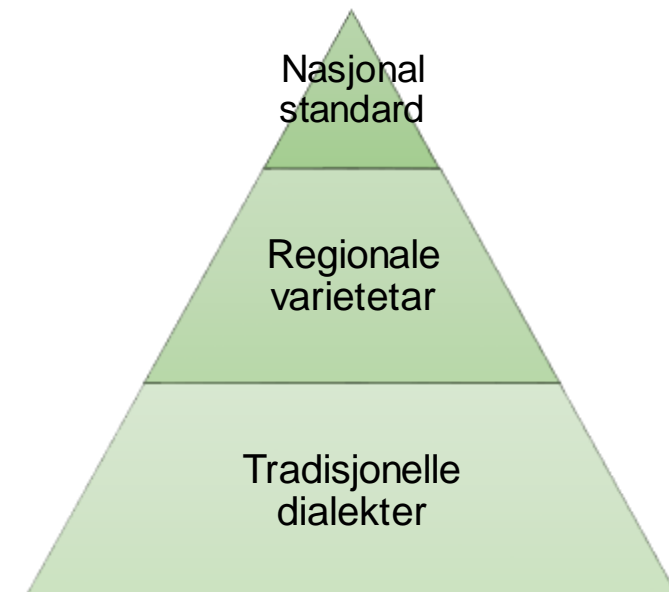 Nasjonal
standard
Regionale
varietetar
Tradisjonelle
dialekter